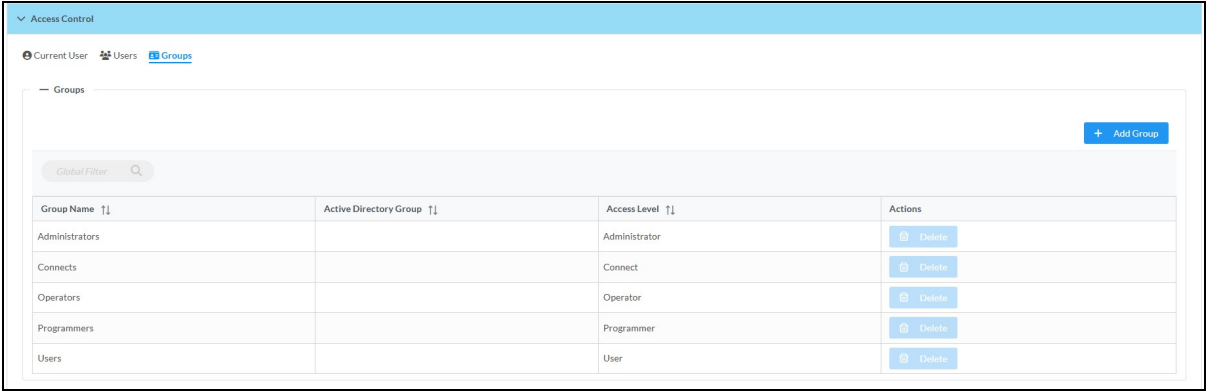 Access Control
Current User Users Groups
Groups
+ Add Group
Global Filter
Group Name Active Directory Group Access Level Actions
Administrators Administrator Delete
Connects Connect Delete
Operators Operator Delete
Programmers Programmer Delete
Users User Delete